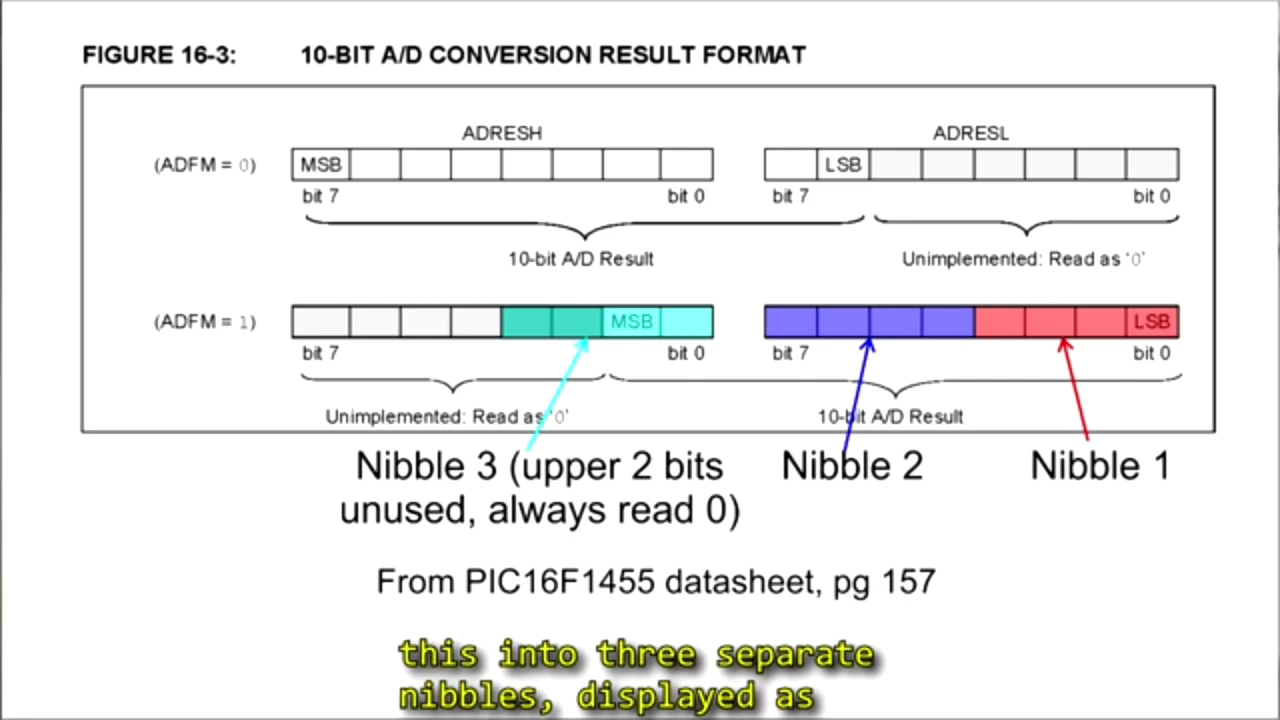 FIGURE 16-3: 10-BIT A/D CONVERSION RESULT FORMAT
ADRESH ADRESL
(ADFM = 0) MSB LSB
bit 7 bit 0 bit 7 bit 0
10-bit A/D Result Unimplemented: Read as '0'
(ADFM = 1) MSB LSB
bit 7 bit 0 bit 7 bit 0
Unimplemented: Read as '0' 10-bit A/D Result
Nibble 3 (upper 2 bits
unused, always read 0)
Nibble 2
Nibble 1
From PIC16F1455 datasheet, pg 157
this into three separate
nibbles, displayed as